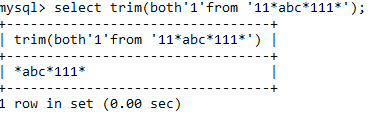 mysql> select trim(both'1'from '11*abc*111*');
+-------------------------------+
| trim(both'1'from '11*abc*111*') |
+-------------------------------+
| *abc*111* |
+-------------------------------+
1 row in set (0.00 sec)